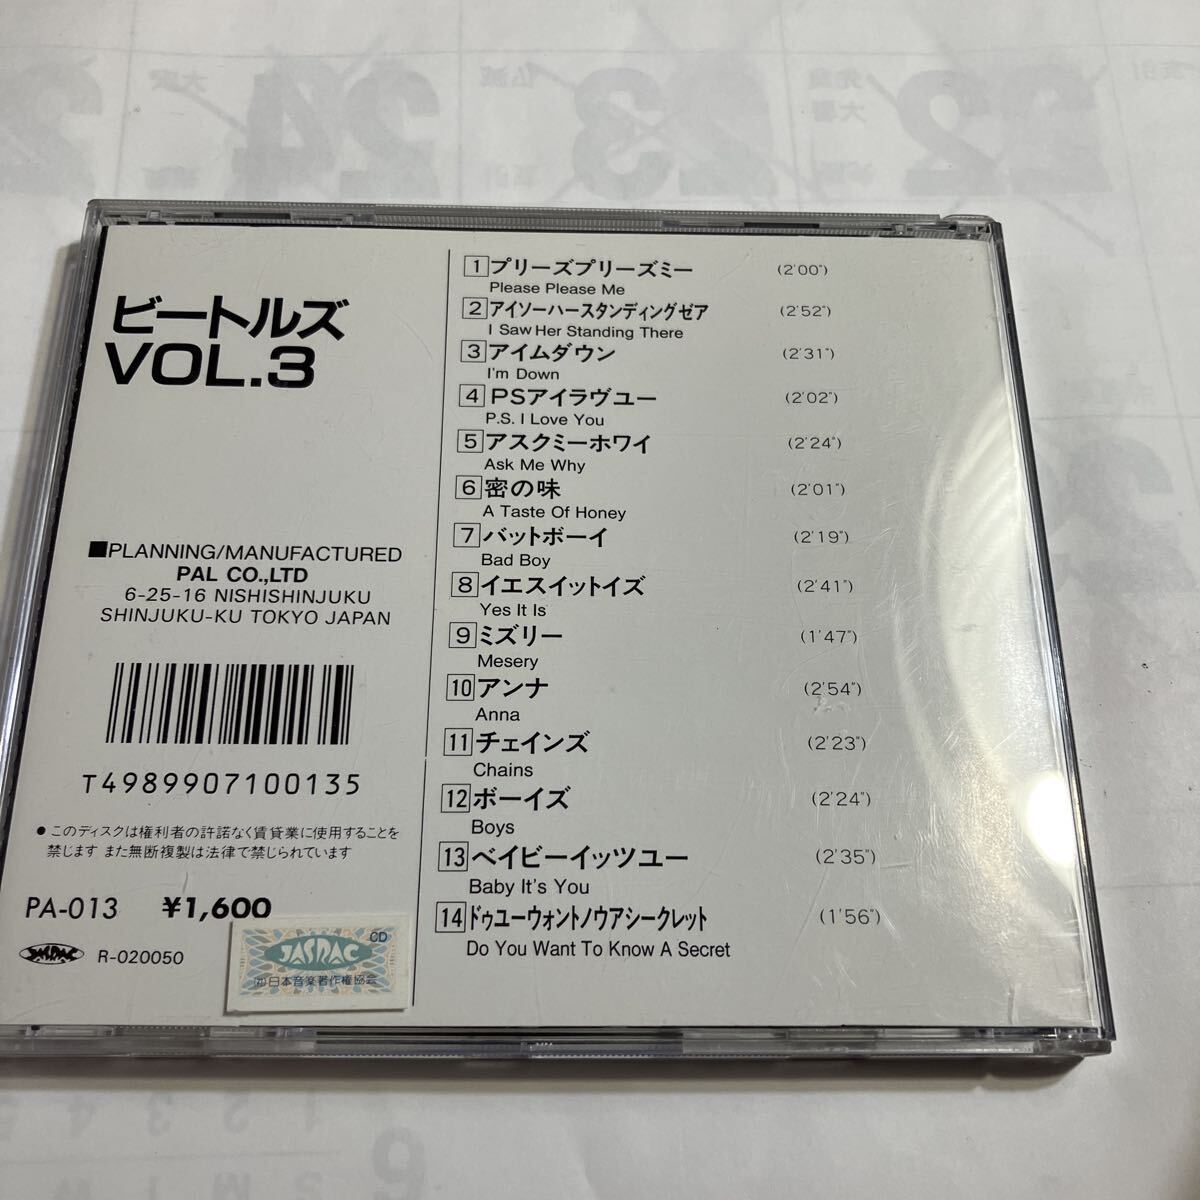 ビートルズ
VOL.3
■PLANNING/MANUFACTURED
PAL CO.,LTD
6-25-16 NISHISHINJUKU
SHINJUKU-KU TOKYO JAPAN
T4989907100135
●このディスクは権利者の許諾なく賃貸業に使用することを
禁じます また無断複製は法律で禁じられています
PA-013 ¥1,600
JASRAC R-020050
JASRAC CD
㈳日本音楽著作権協会
1 プリーズプリーズミー (2'00")
Please Please Me
2 アイソーハースタンディングゼア (2'52")
I Saw Her Standing There
3 アイムダウン (2'31")
I'm Down
4 PSアイラヴユー (2'02")
P.S. I Love You
5 アスクミーホワイ (2'24")
Ask Me Why
6 密の味 (2'01")
A Taste Of Honey
7 バットボーイ (2'19")
Bad Boy
8 イエスイットイズ (2'41")
Yes It Is
9 ミズリー (1'47")
Mesery
10 アンナ (2'54")
Anna
11 チェインズ (2'23")
Chains
12 ボーイズ (2'24")
Boys
13 ベイビーイッツユー (2'35")
Baby It's You
14 ドゥユーウォントノウアシークレット (1'56")
Do You Want To Know A Secret